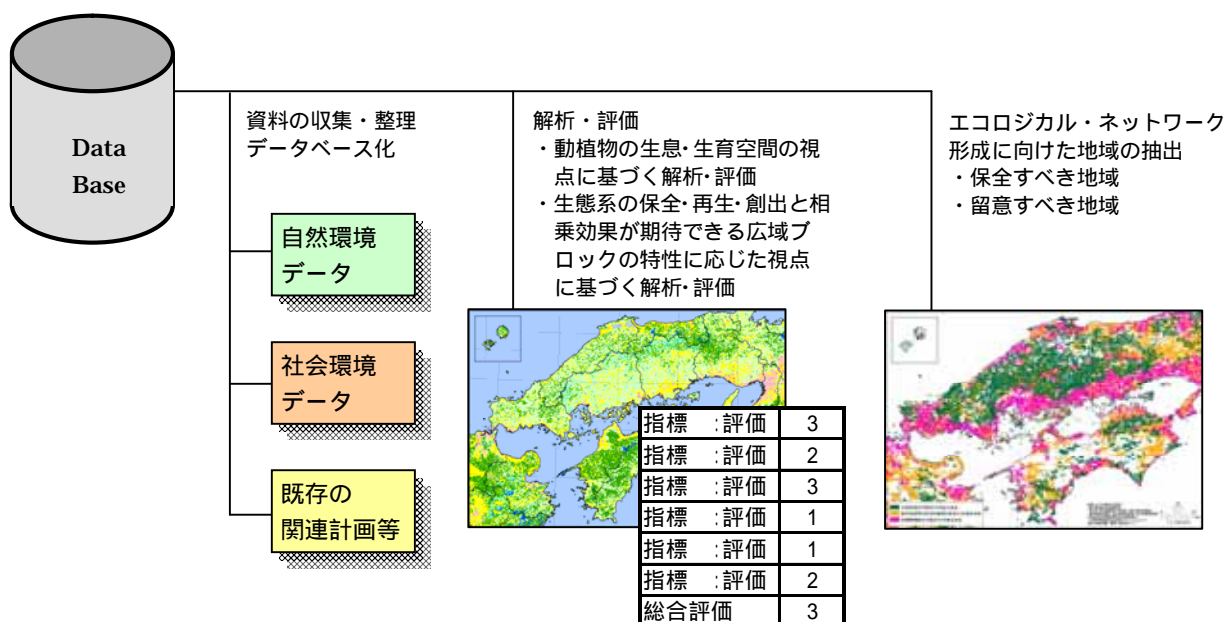 Data
Base
資料の収集・整理
データベース化
自然環境
データ
社会環境
データ
既存の
関連計画等
解析・評価
・動植物の生息・生育空間の視
点に基づく解析・評価
・生態系の保全・再生・創出と相
乗効果が期待できる広域ブ
ロックの特性に応じた視点
に基づく解析・評価
指標 :評価 3
指標 :評価 2
指標 :評価 3
指標 :評価 1
指標 :評価 1
指標 :評価 2
総合評価 3
エコロジカル・ネットワーク
形成に向けた地域の抽出
・保全すべき地域
・留意すべき地域